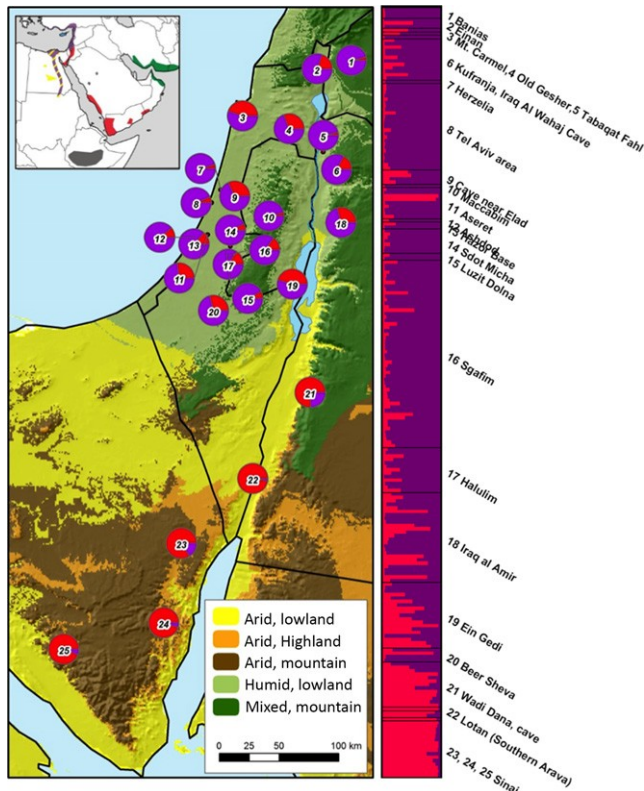 1
2
3
4
5
6
7
8
9
10
18
12
13
14
16
11
17
15
19
20
21
22
23
24
25
Arid, lowland
Arid, Highland
Arid, mountain
Humid, lowland
Mixed, mountain
0 25 50 100 km
1 Banias
2 Einan
3 Mt. Carmel,4 Old Gesher,5 Tabaqat Fahl
6 Kufranja, Iraq Al Wahaj Cave
7 Herzelia
8 Tel Aviv area
9 Cave near Elad
10 Maccabim
11 Aseret
12 Ashdod
13 Hazor Base
14 Sdot Micha
15 Luzit Dolna
16 Sgafim
17 Halulim
18 Iraq al Amir
19 Ein Gedi
20 Beer Sheva
21 Wadi Dana, cave
22 Lotan (Southern Arava)
23, 24, 25 Sinai